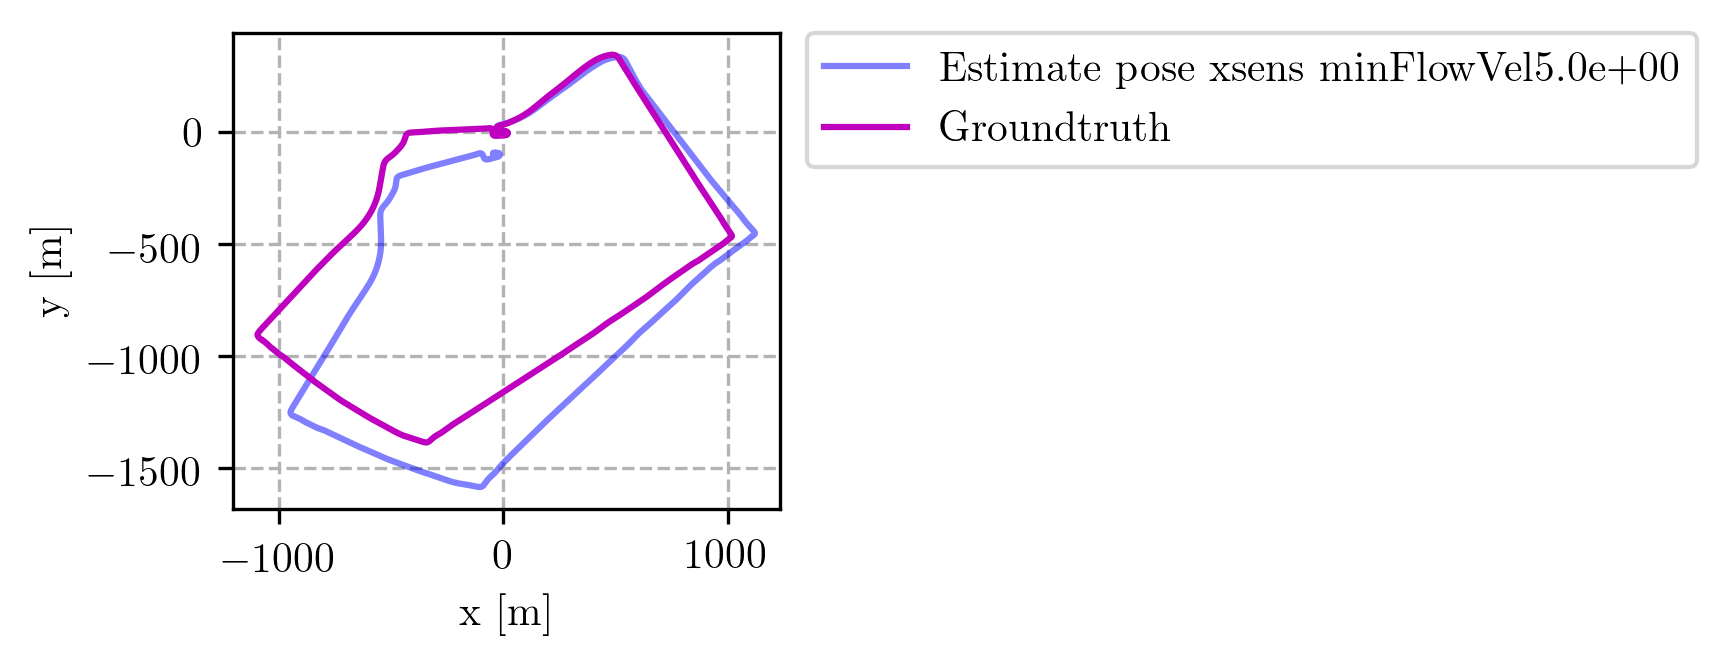 Estimate pose xsens minFlowVel5.0e+00
Groundtruth
0
−500
−1000
−1500
y [m]
−1000 0 1000
x [m]